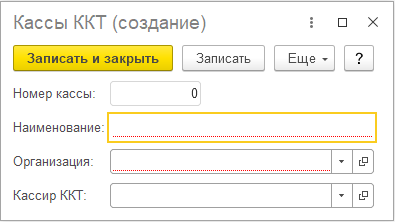 Кассы ККТ (создание)
Записать и закрыть Записать Еще ?
Номер кассы: 0
Наименование:
Организация:
Кассир ККТ: